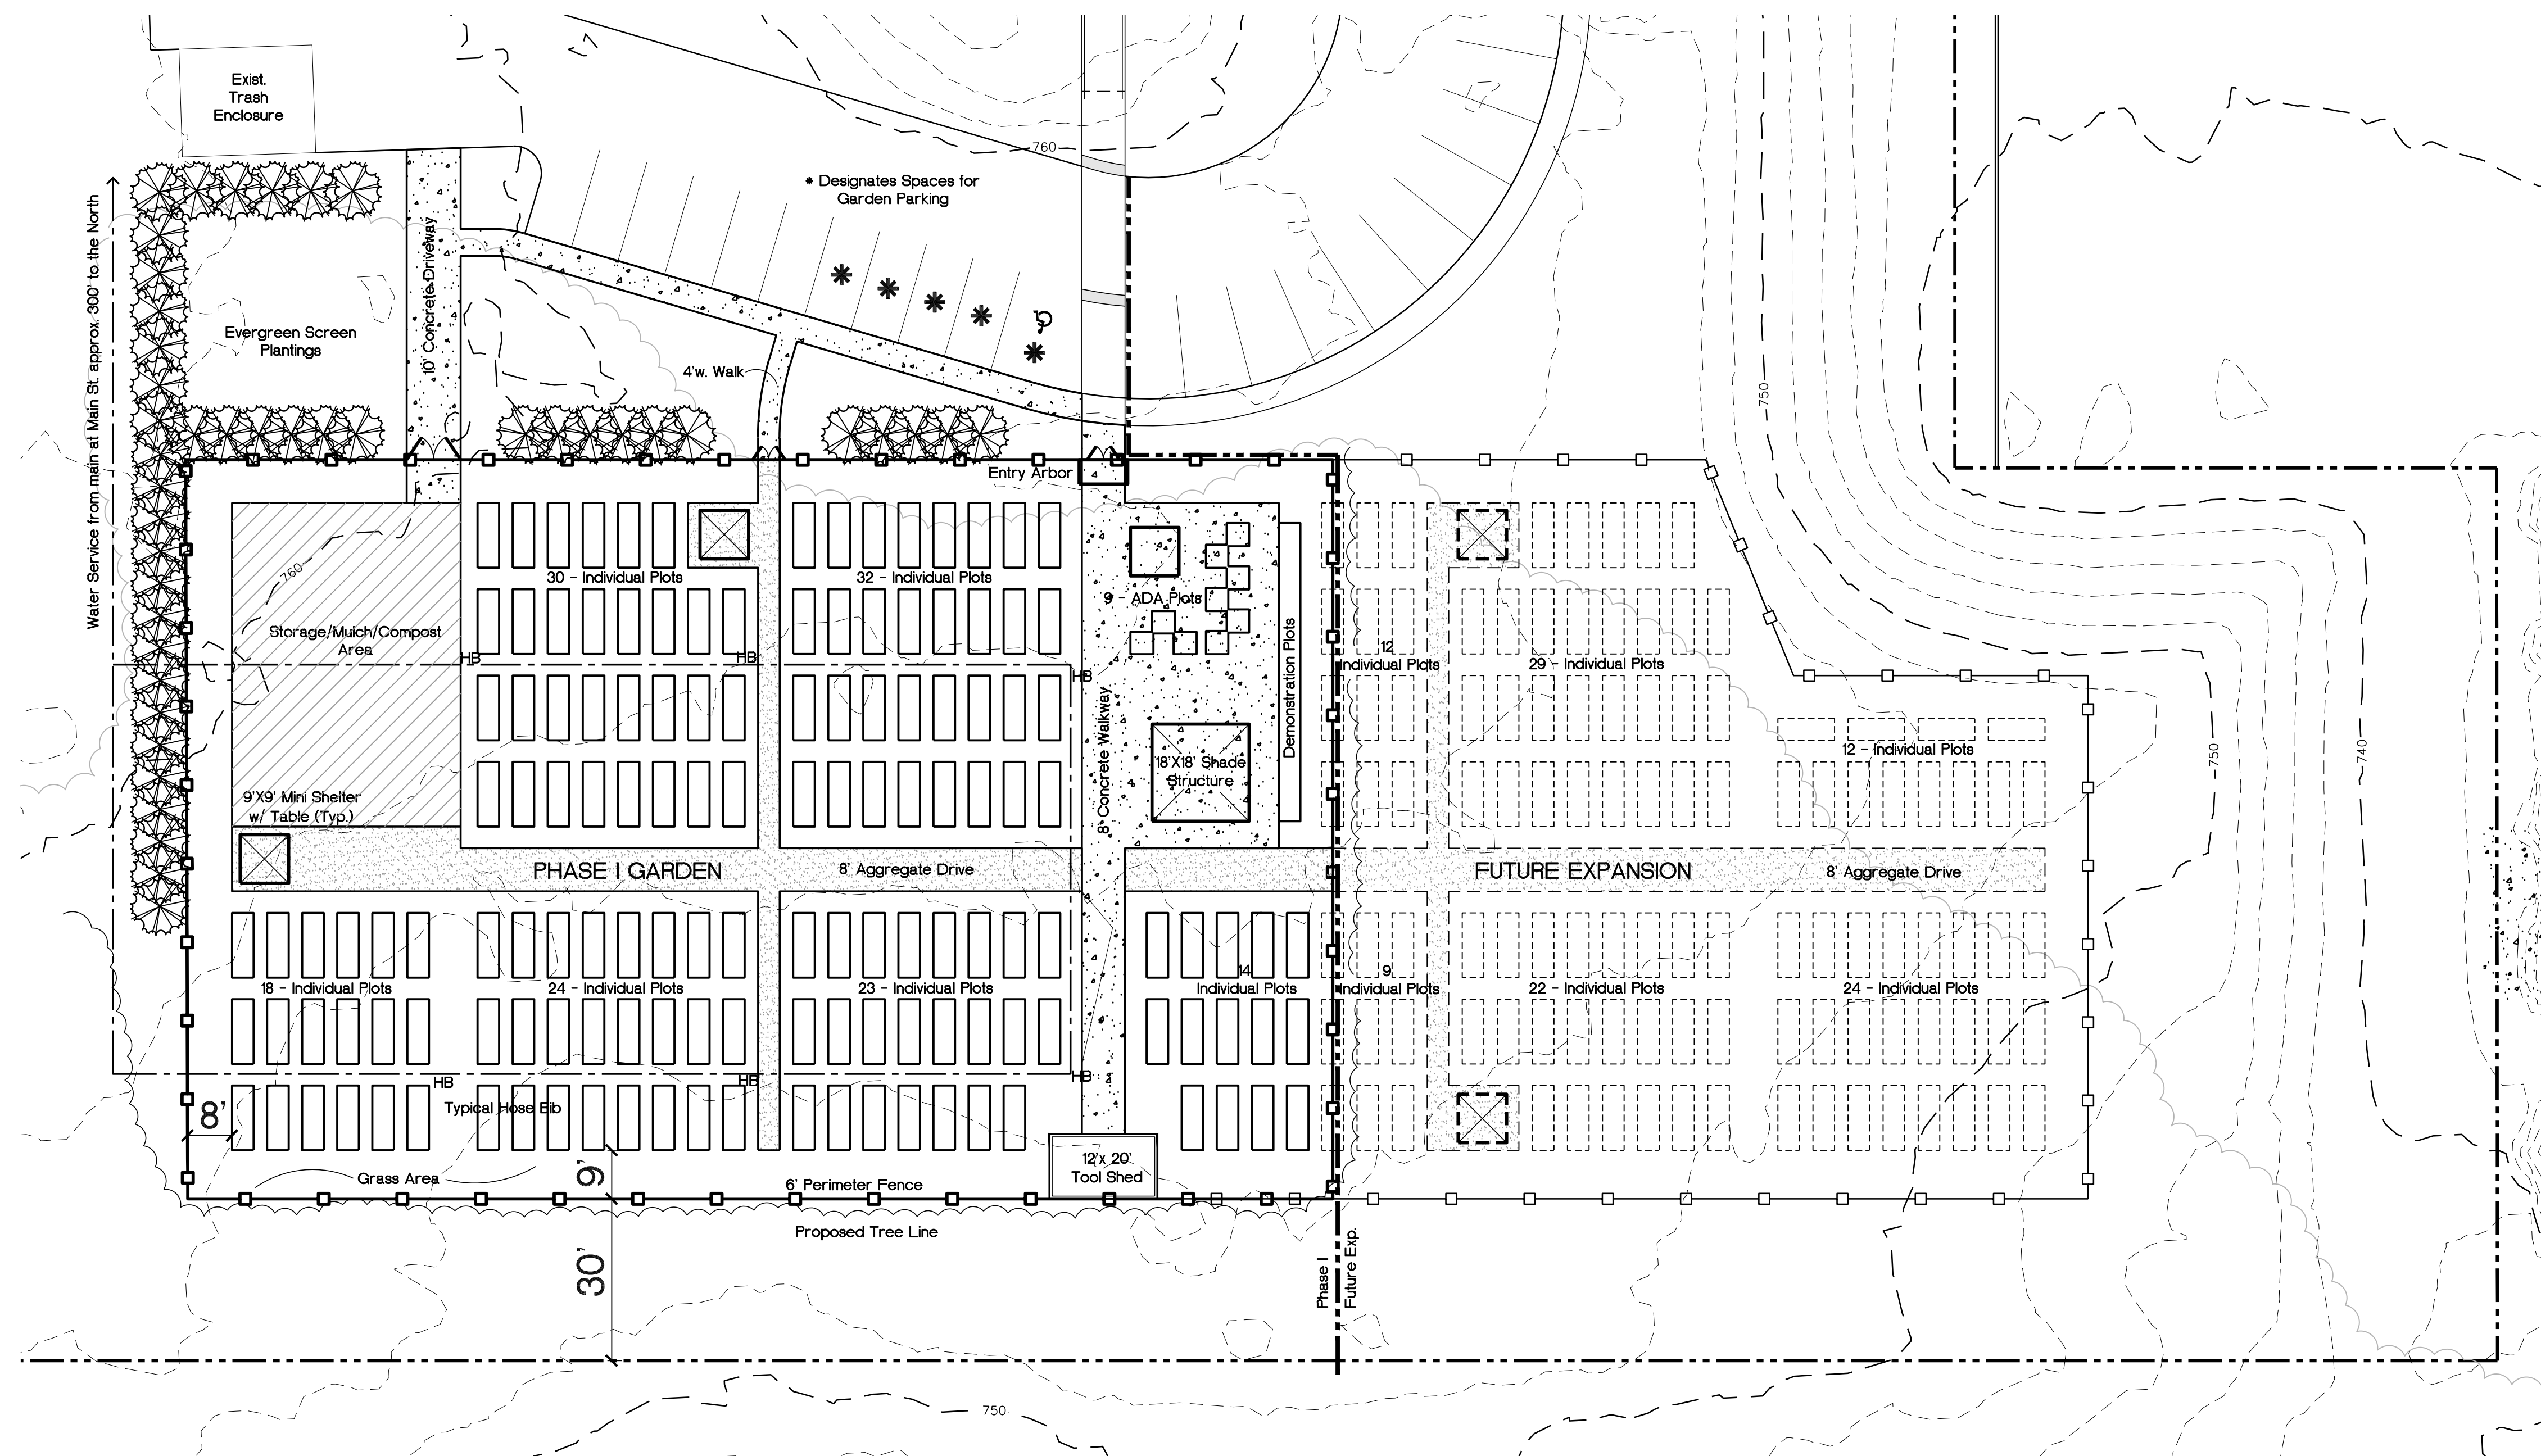 Exist.
Trash
Enclosure
760
* Designates Spaces for
Garden Parking
Water Service from main at Main St. approx. 300' to the North
10' Concrete Driveway
Evergreen Screen
Plantings
4'w. Walk
750
Entry Arbor
760
30 - Individual Plots
32 - Individual Plots
9 - ADA Plots
Storage/Mulch/Compost
Area
HB
HB
HB
Demonstration Plots
12
Individual Plots
29 - Individual Plots
8' Concrete Walkway
18'X18' Shade
Structure
12 - Individual Plots
750
740
9'X9' Mini Shelter
w/ Table (Typ.)
PHASE I GARDEN
8' Aggregate Drive
FUTURE EXPANSION
8' Aggregate Drive
18 - Individual Plots
24 - Individual Plots
23 - Individual Plots
14
Individual Plots
9
Individual Plots
22 - Individual Plots
24 - Individual Plots
HB
HB
HB
8'
Typical Hose Bib
9'
Grass Area
6' Perimeter Fence
12'x 20'
Tool Shed
Proposed Tree Line
30'
Phase I
Future Exp.
750